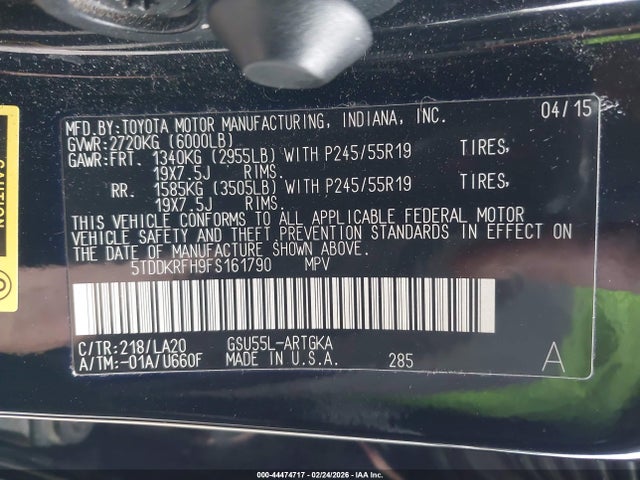 MFD.BY:TOYOTA MOTOR MANUFACTURING, INDIANA, INC. 04/15
GVWR:2720KG (6000LB)
GAWR:FRT. 1340KG (2955LB) WITH P245/55R19 TIRES,
19X7.5J RIMS.
RR. 1585KG (3505LB) WITH P245/55R19 TIRES,
19X7.5J RIMS.
THIS VEHICLE CONFORMS TO ALL APPLICABLE FEDERAL MOTOR
VEHICLE SAFETY AND THEFT PREVENTION STANDARDS IN EFFECT ON
THE DATE OF MANUFACTURE SHOWN ABOVE.
5TDDKRFH9FS161790 MPV
C/TR:218/LA20 GSU55L-ARTGKA
A/TM:-01A/U660F MADE IN U.S.A. 285 A
CAUTION
000-44474717 - 02/24/2026 - IAA Inc.